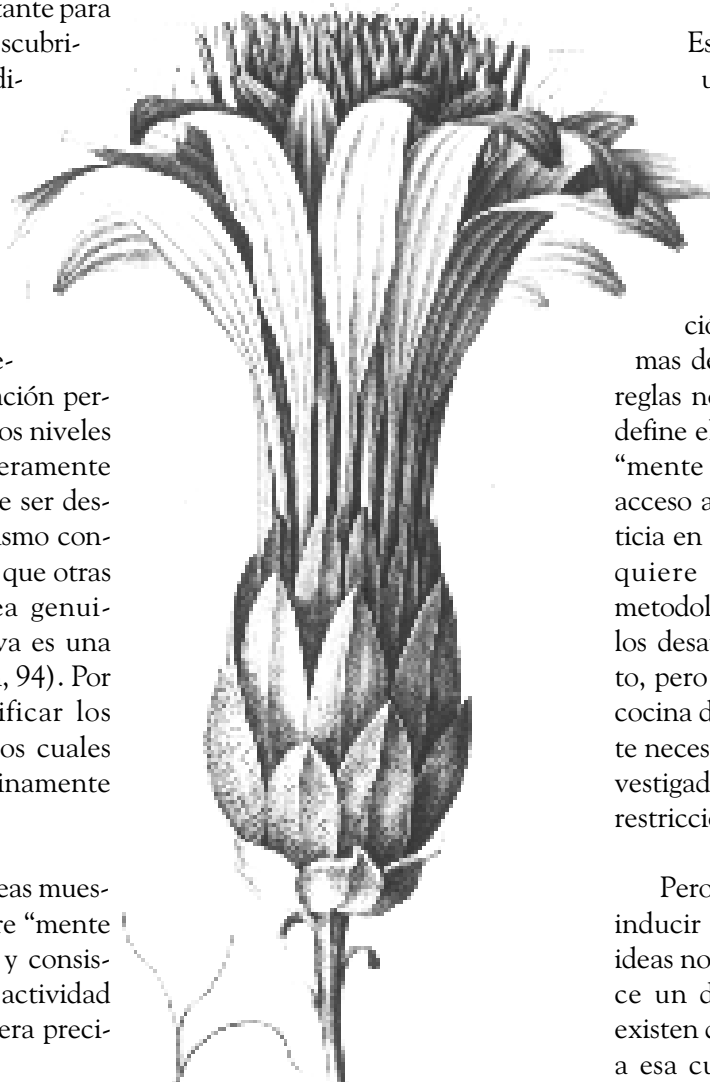 tante para
scubri-
di-
e-
ación per-
os niveles
eramente
e ser des-
ismo con-
que otras
ea genui-
va es una
, 94). Por
ificar los
os cuales
inamente
eas mues-
re “mente
y consis-
actividad
era preci-
Es
u
cio
mas de
reglas no
define el
“mente
acceso a
ticia en
quiere
metodol
los desa
to, pero
cocina d
te neces
vestigad
restricci
Pero
inducir
ideas no
ce un d
existen
a esa cu